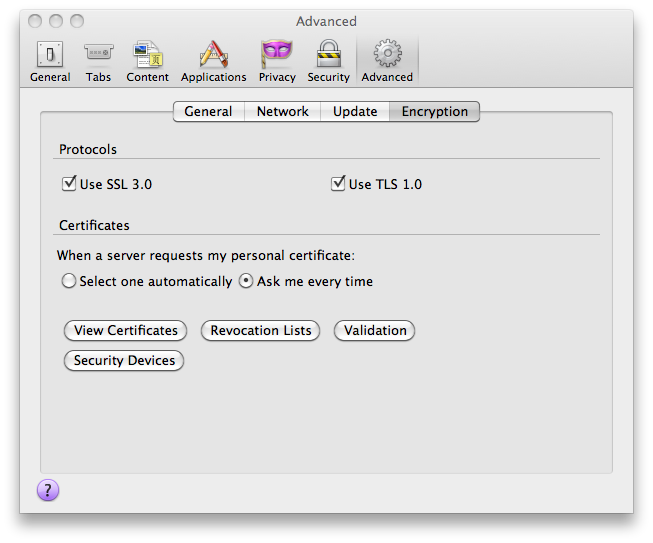 Advanced
General Tabs Content Applications Privacy Security Advanced
General Network Update Encryption
Protocols
Use SSL 3.0 Use TLS 1.0
Certificates
When a server requests my personal certificate:
Select one automatically Ask me every time
View Certificates Revocation Lists Validation
Security Devices
?